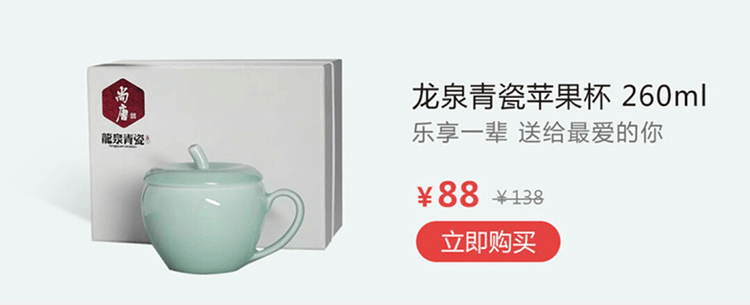 尚唐
龍泉青瓷
龙泉青瓷苹果杯 260ml
乐享一辈 送给最爱的你
¥88 ¥138
立即购买